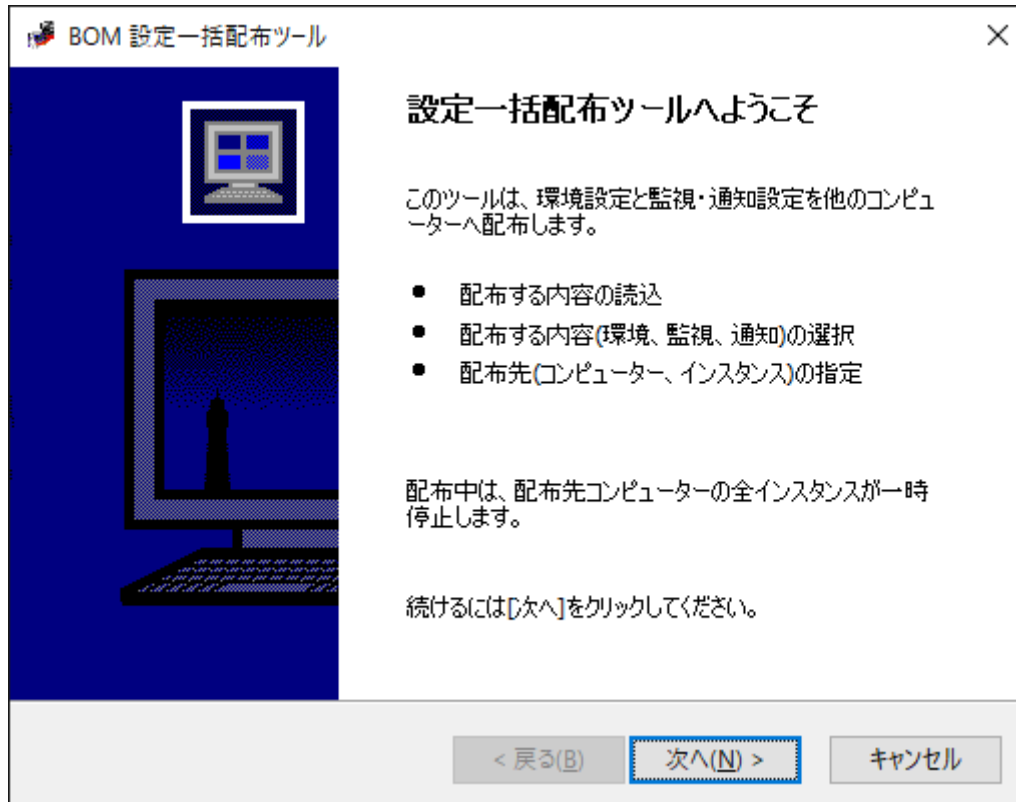 BOM 設定一括配布ツール
設定一括配布ツールへようこそ
このツールは、環境設定と監視・通知設定を他のコンピュ
ーターへ配布します。
● 配布する内容の読込
● 配布する内容(環境、監視、通知)の選択
● 配布先(コンピューター、インスタンス)の指定
配布中は、配布先コンピューターの全インスタンスが一時
停止します。
続けるには[次へ]をクリックしてください。
< 戻る(B) 次へ(N) > キャンセル